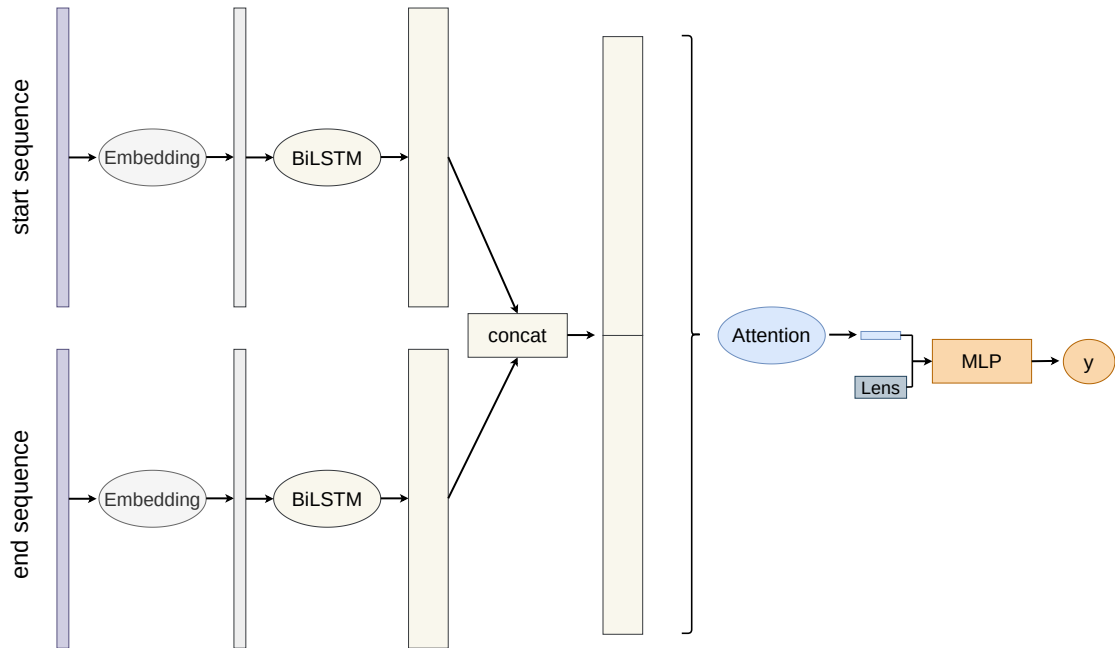 start sequence
Embedding
BiLSTM
concat
Attention
Lens
MLP
y
end sequence
Embedding
BiLSTM